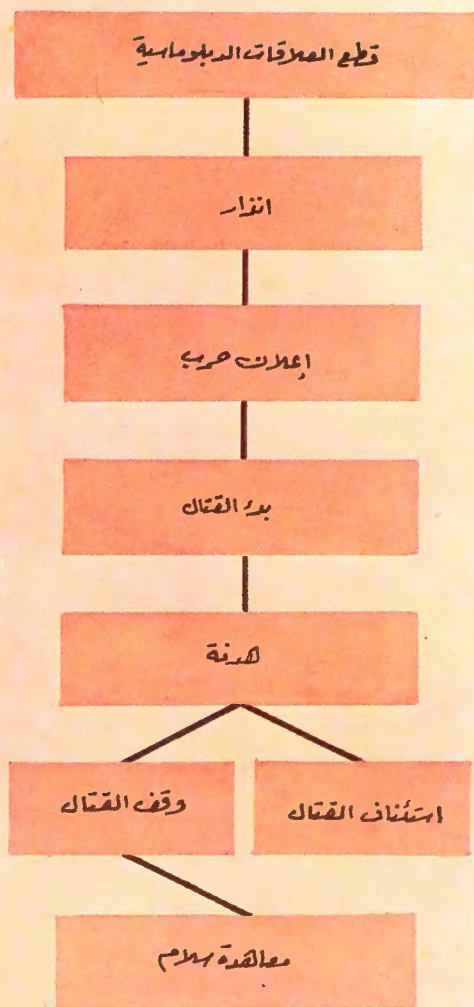 قطع العلاقات الدبلوماسية
انذار
إعلان حرب
بدء القتال
هدنة
استئناف القتال
وقف القتال
معاهدة سلام